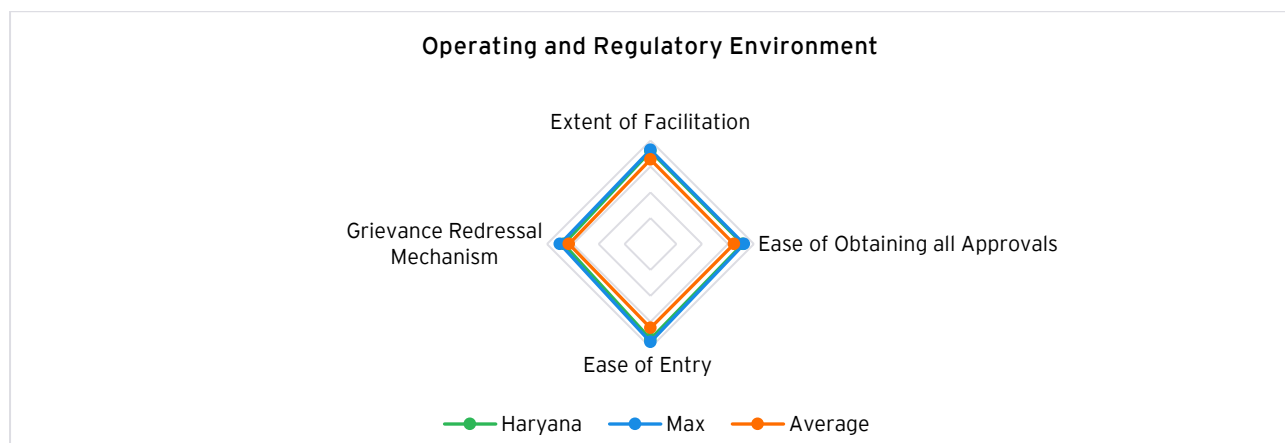 Operating and Regulatory Environment
Extent of Facilitation
Grievance Redressal
Mechanism
Ease of Obtaining all Approvals
Ease of Entry
Haryana Max Average